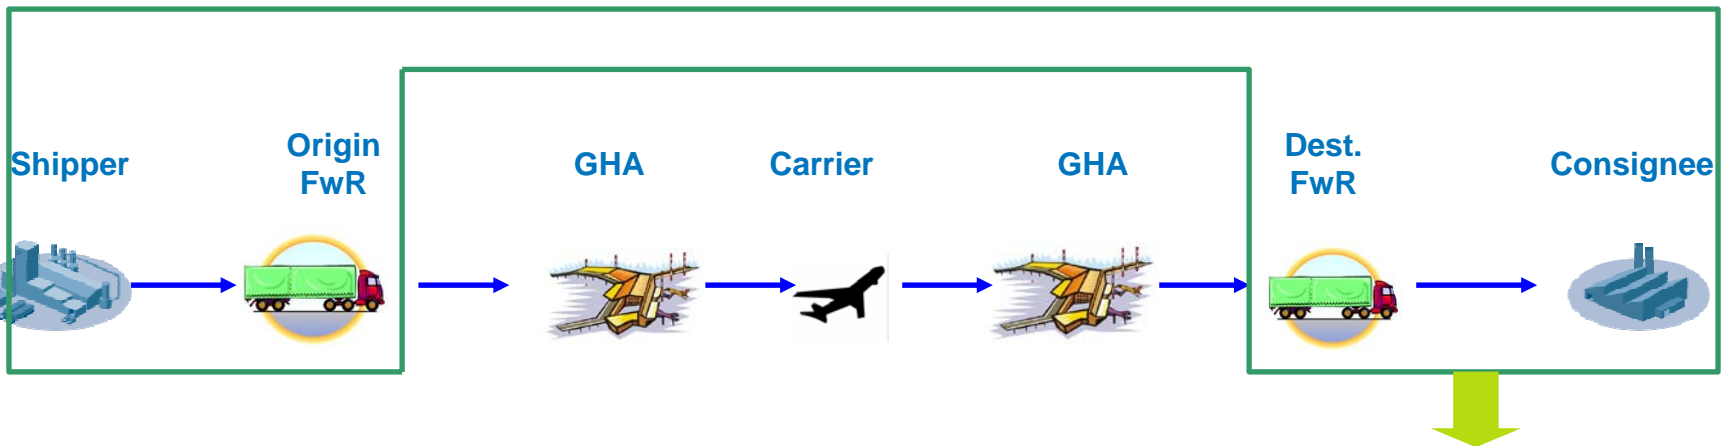 Shipper
Origin
FwR
GHA
Carrier
GHA
Dest.
FwR
Consignee